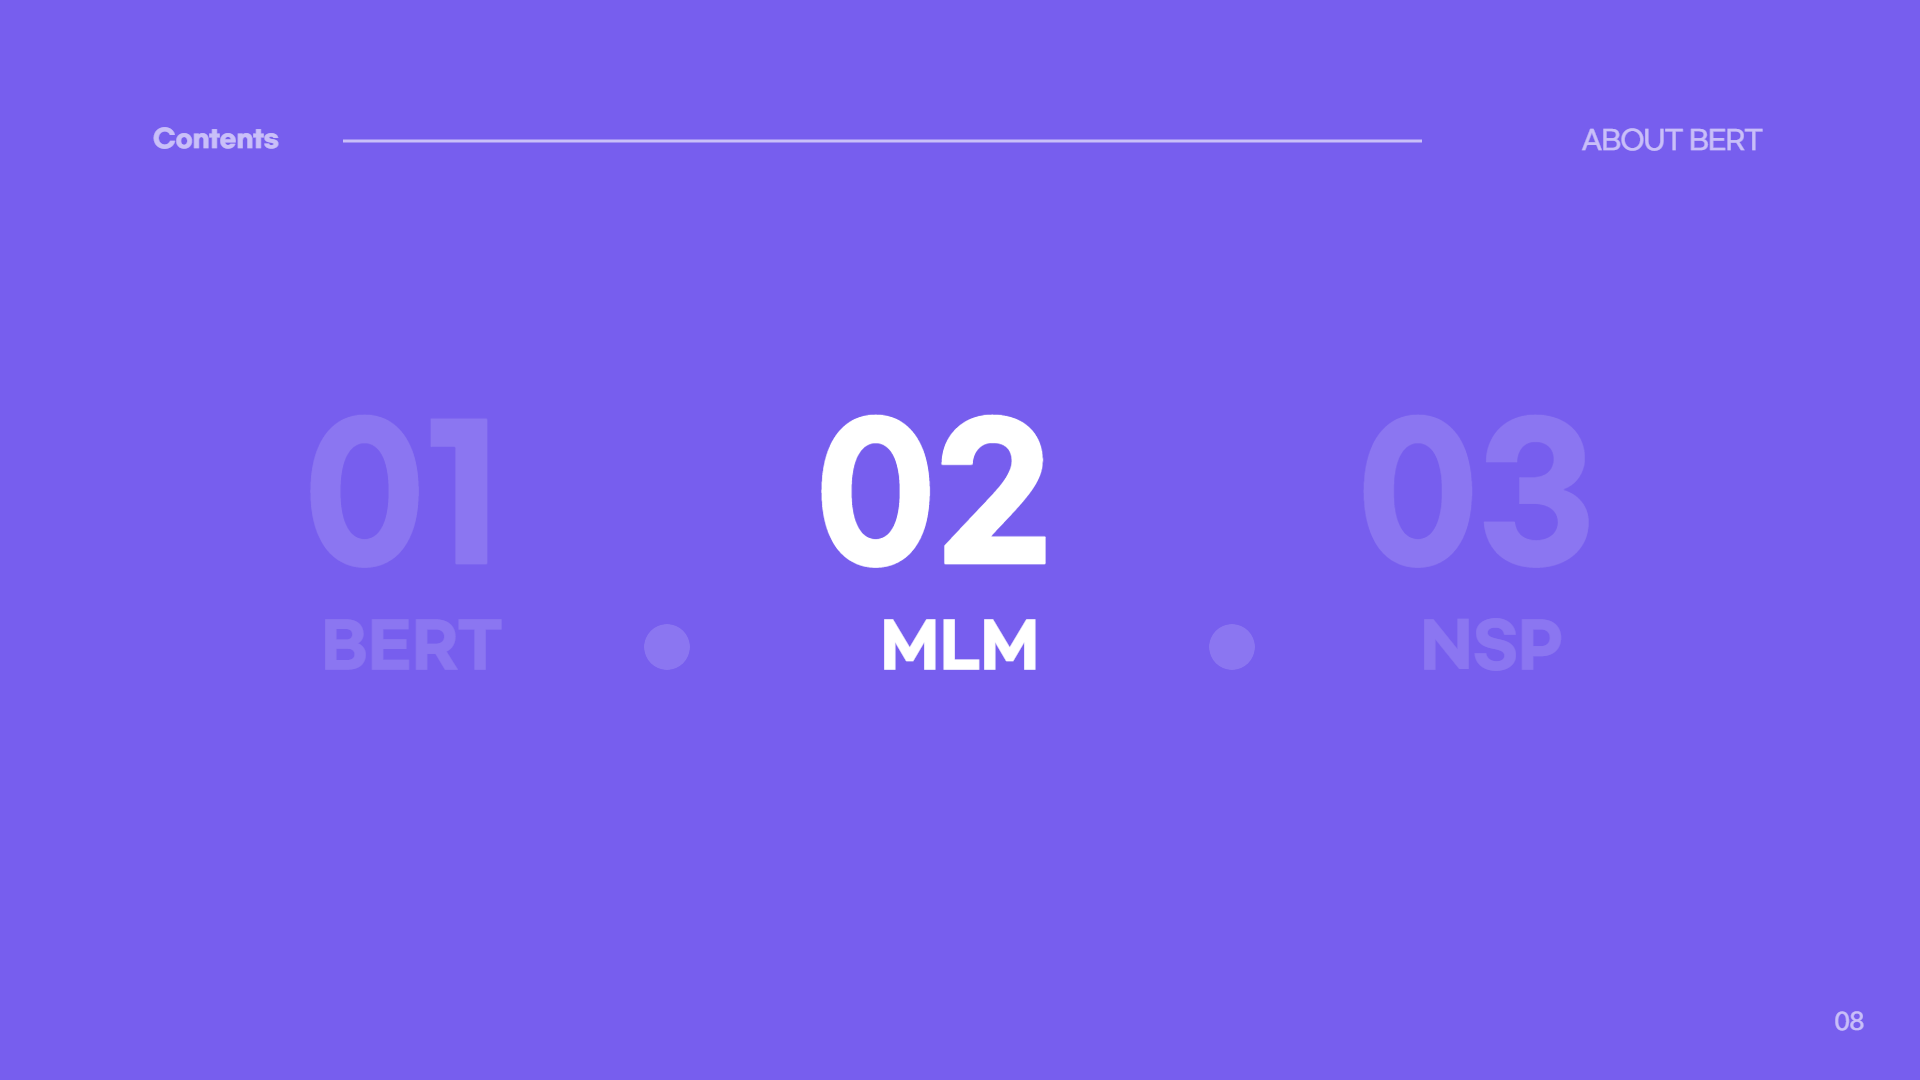 Contents
ABOUT BERT
01
02
03
BERT
MLM
NSP
08